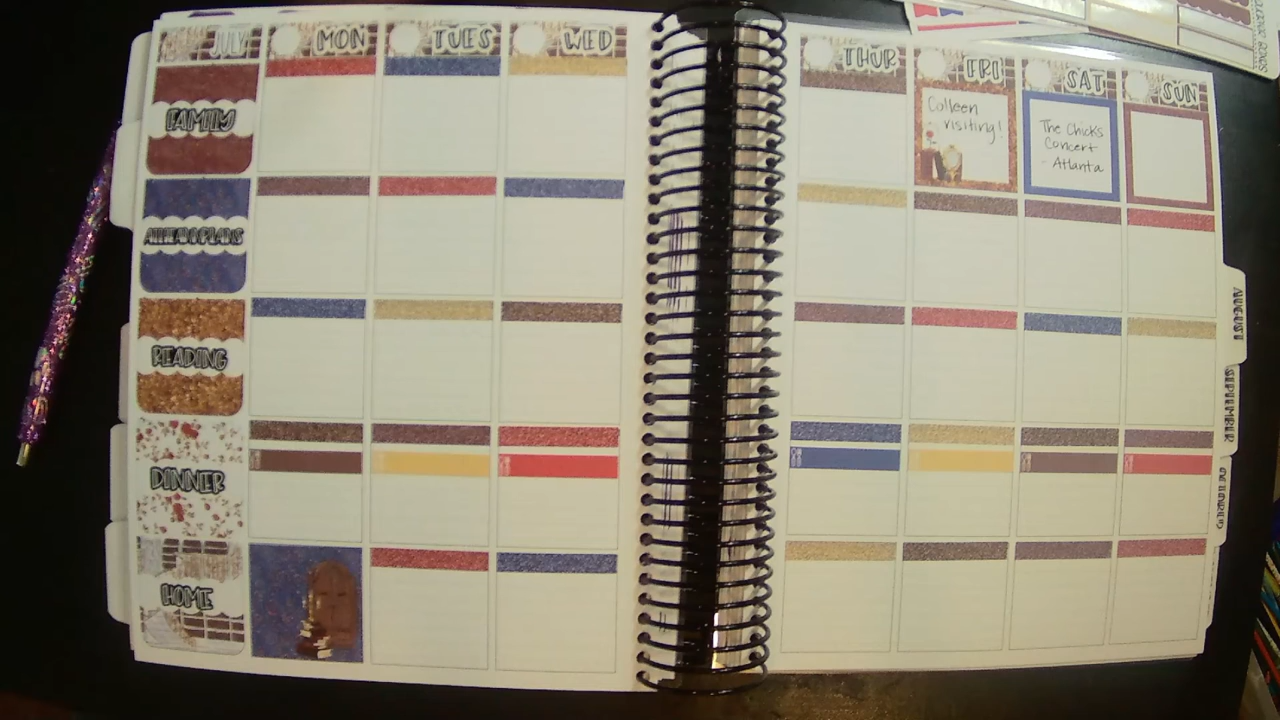 JULY MON TUES WED THUR FRI SAT SUN
FAMILY
Colleen
visiting!
The Chicks
Concert
- Atlanta
READING
DINNER
HOME
AUGUST
SEPTEMBER
OCTOBER